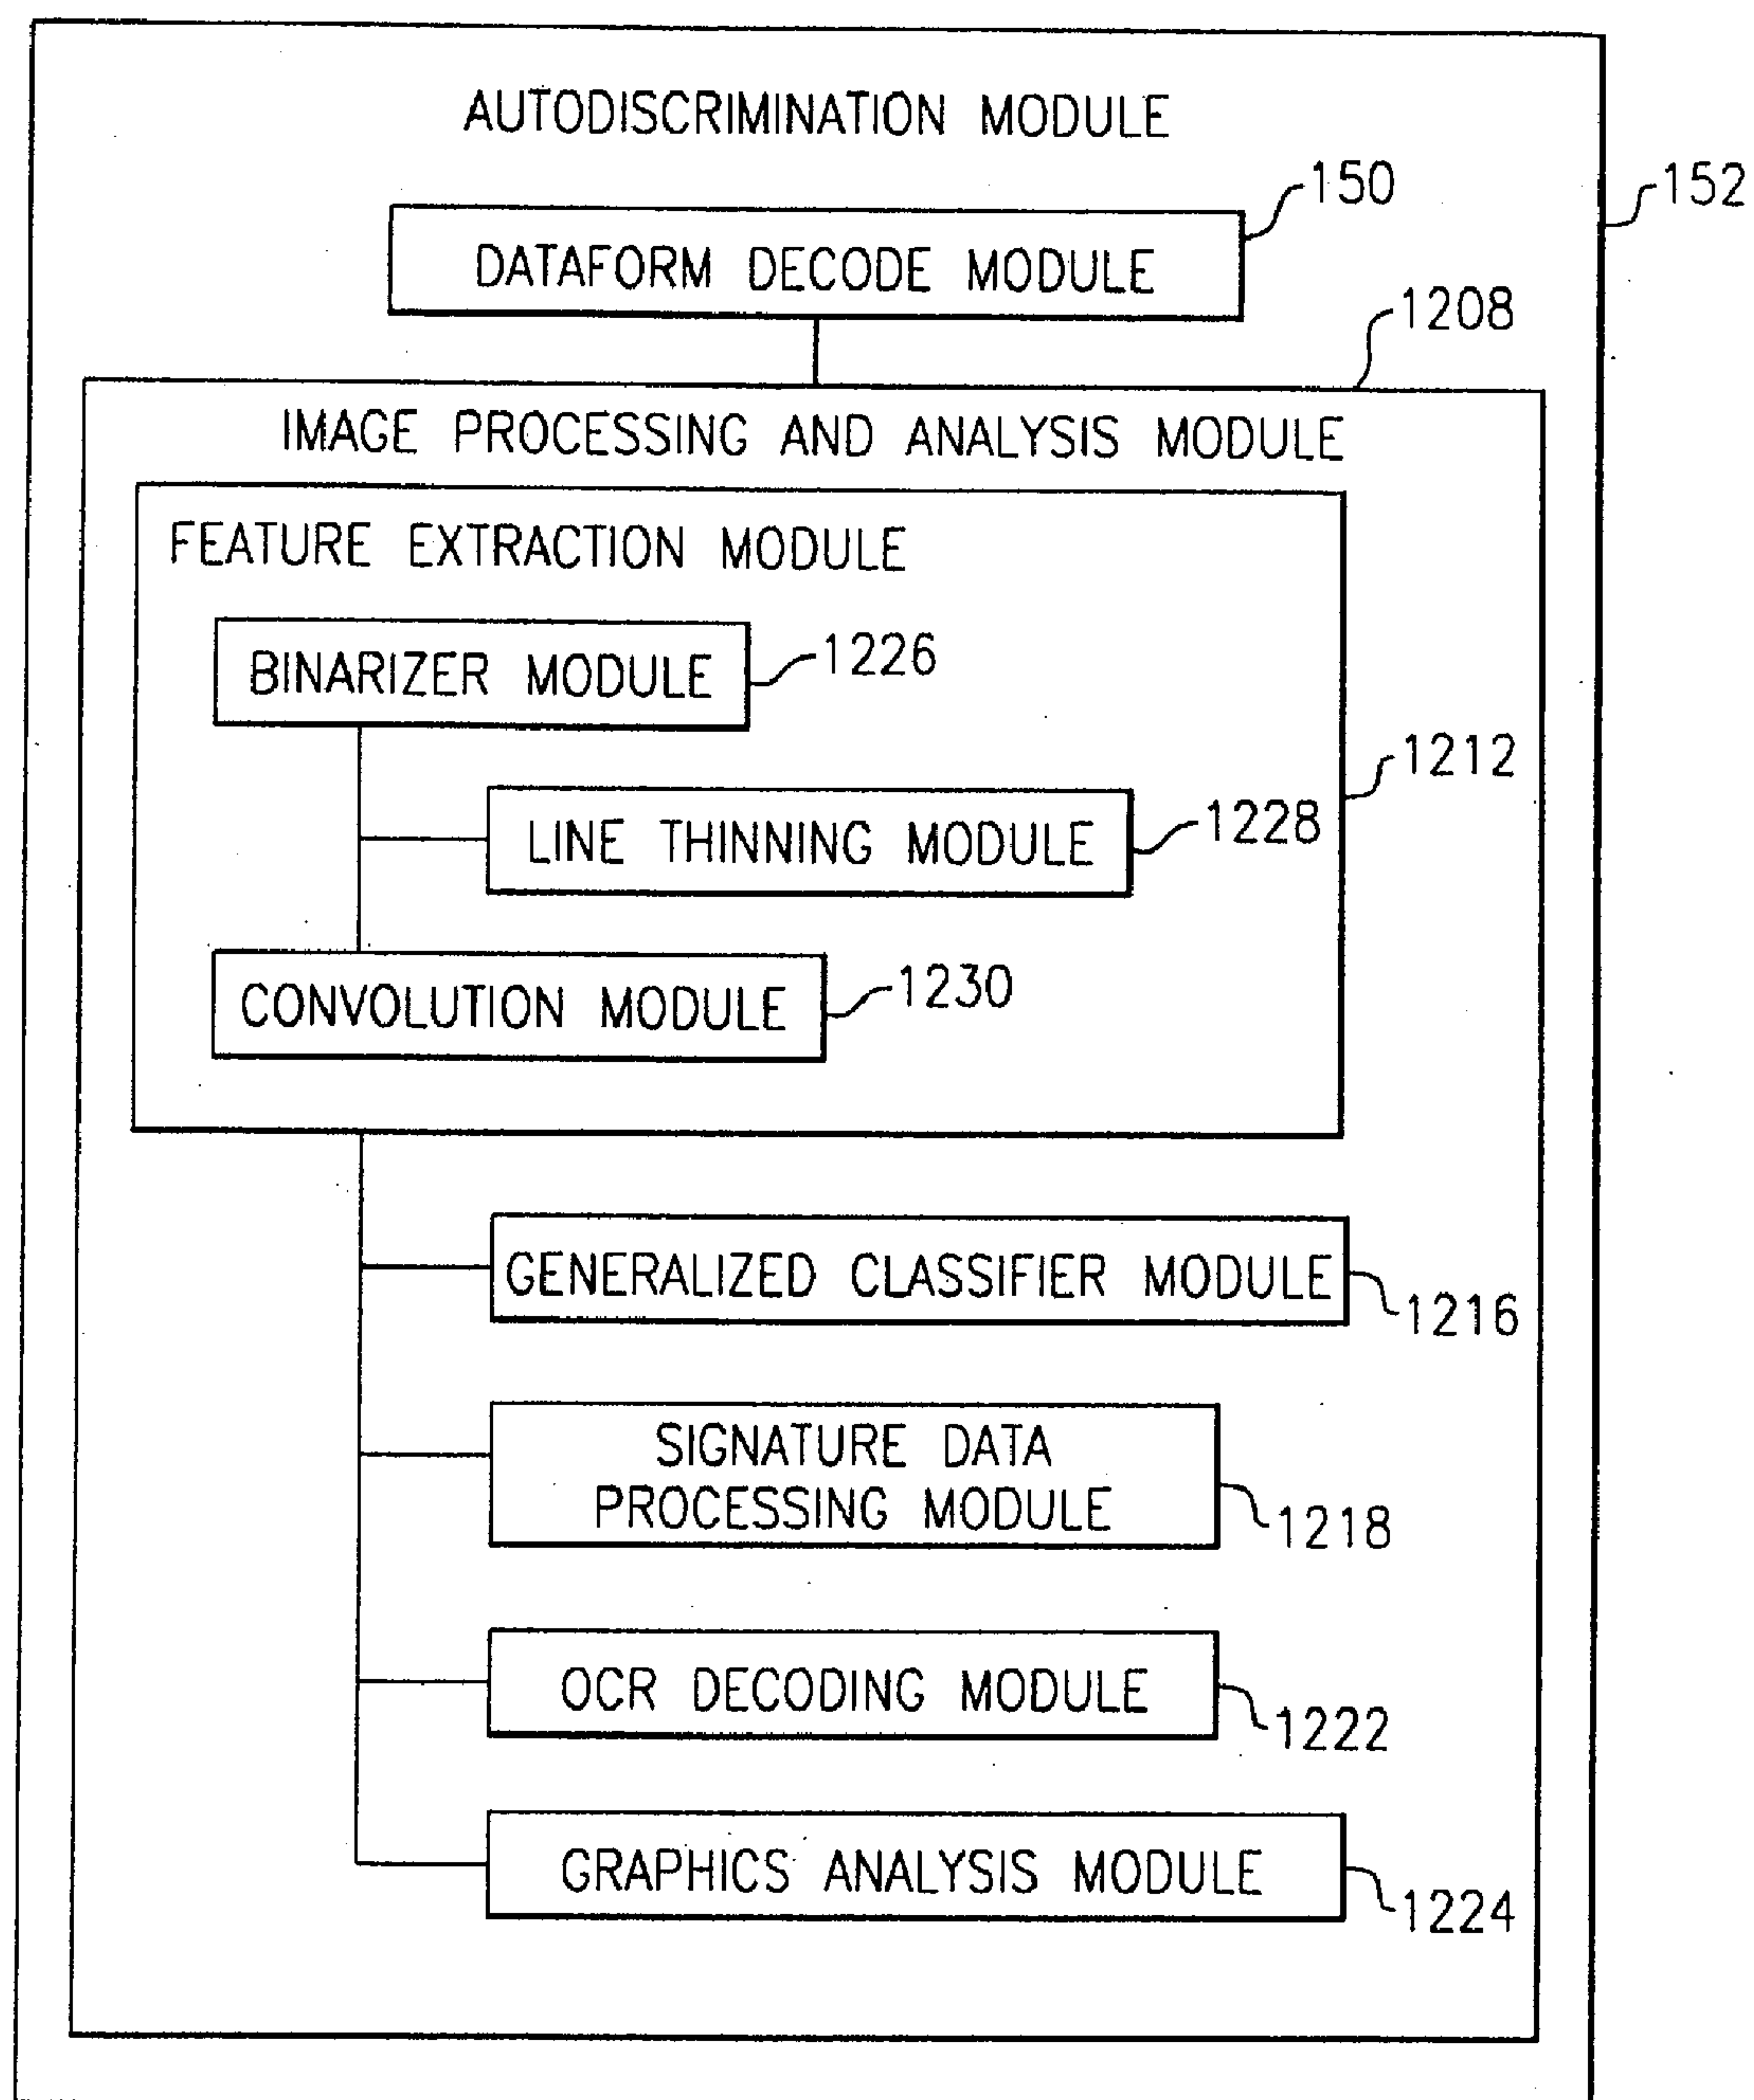 AUTODISCRIMINATION MODULE
150
152
DATAFORM DECODE MODULE
1208
IMAGE PROCESSING AND ANALYSIS MODULE
FEATURE EXTRACTION MODULE
BINARIZER MODULE
1226
1212
LINE THINNING MODULE
1228
CONVOLUTION MODULE
1230
GENERALIZED CLASSIFIER MODULE
1216
SIGNATURE DATA
PROCESSING MODULE
1218
OCR DECODING MODULE
1222
GRAPHICS ANALYSIS MODULE
1224